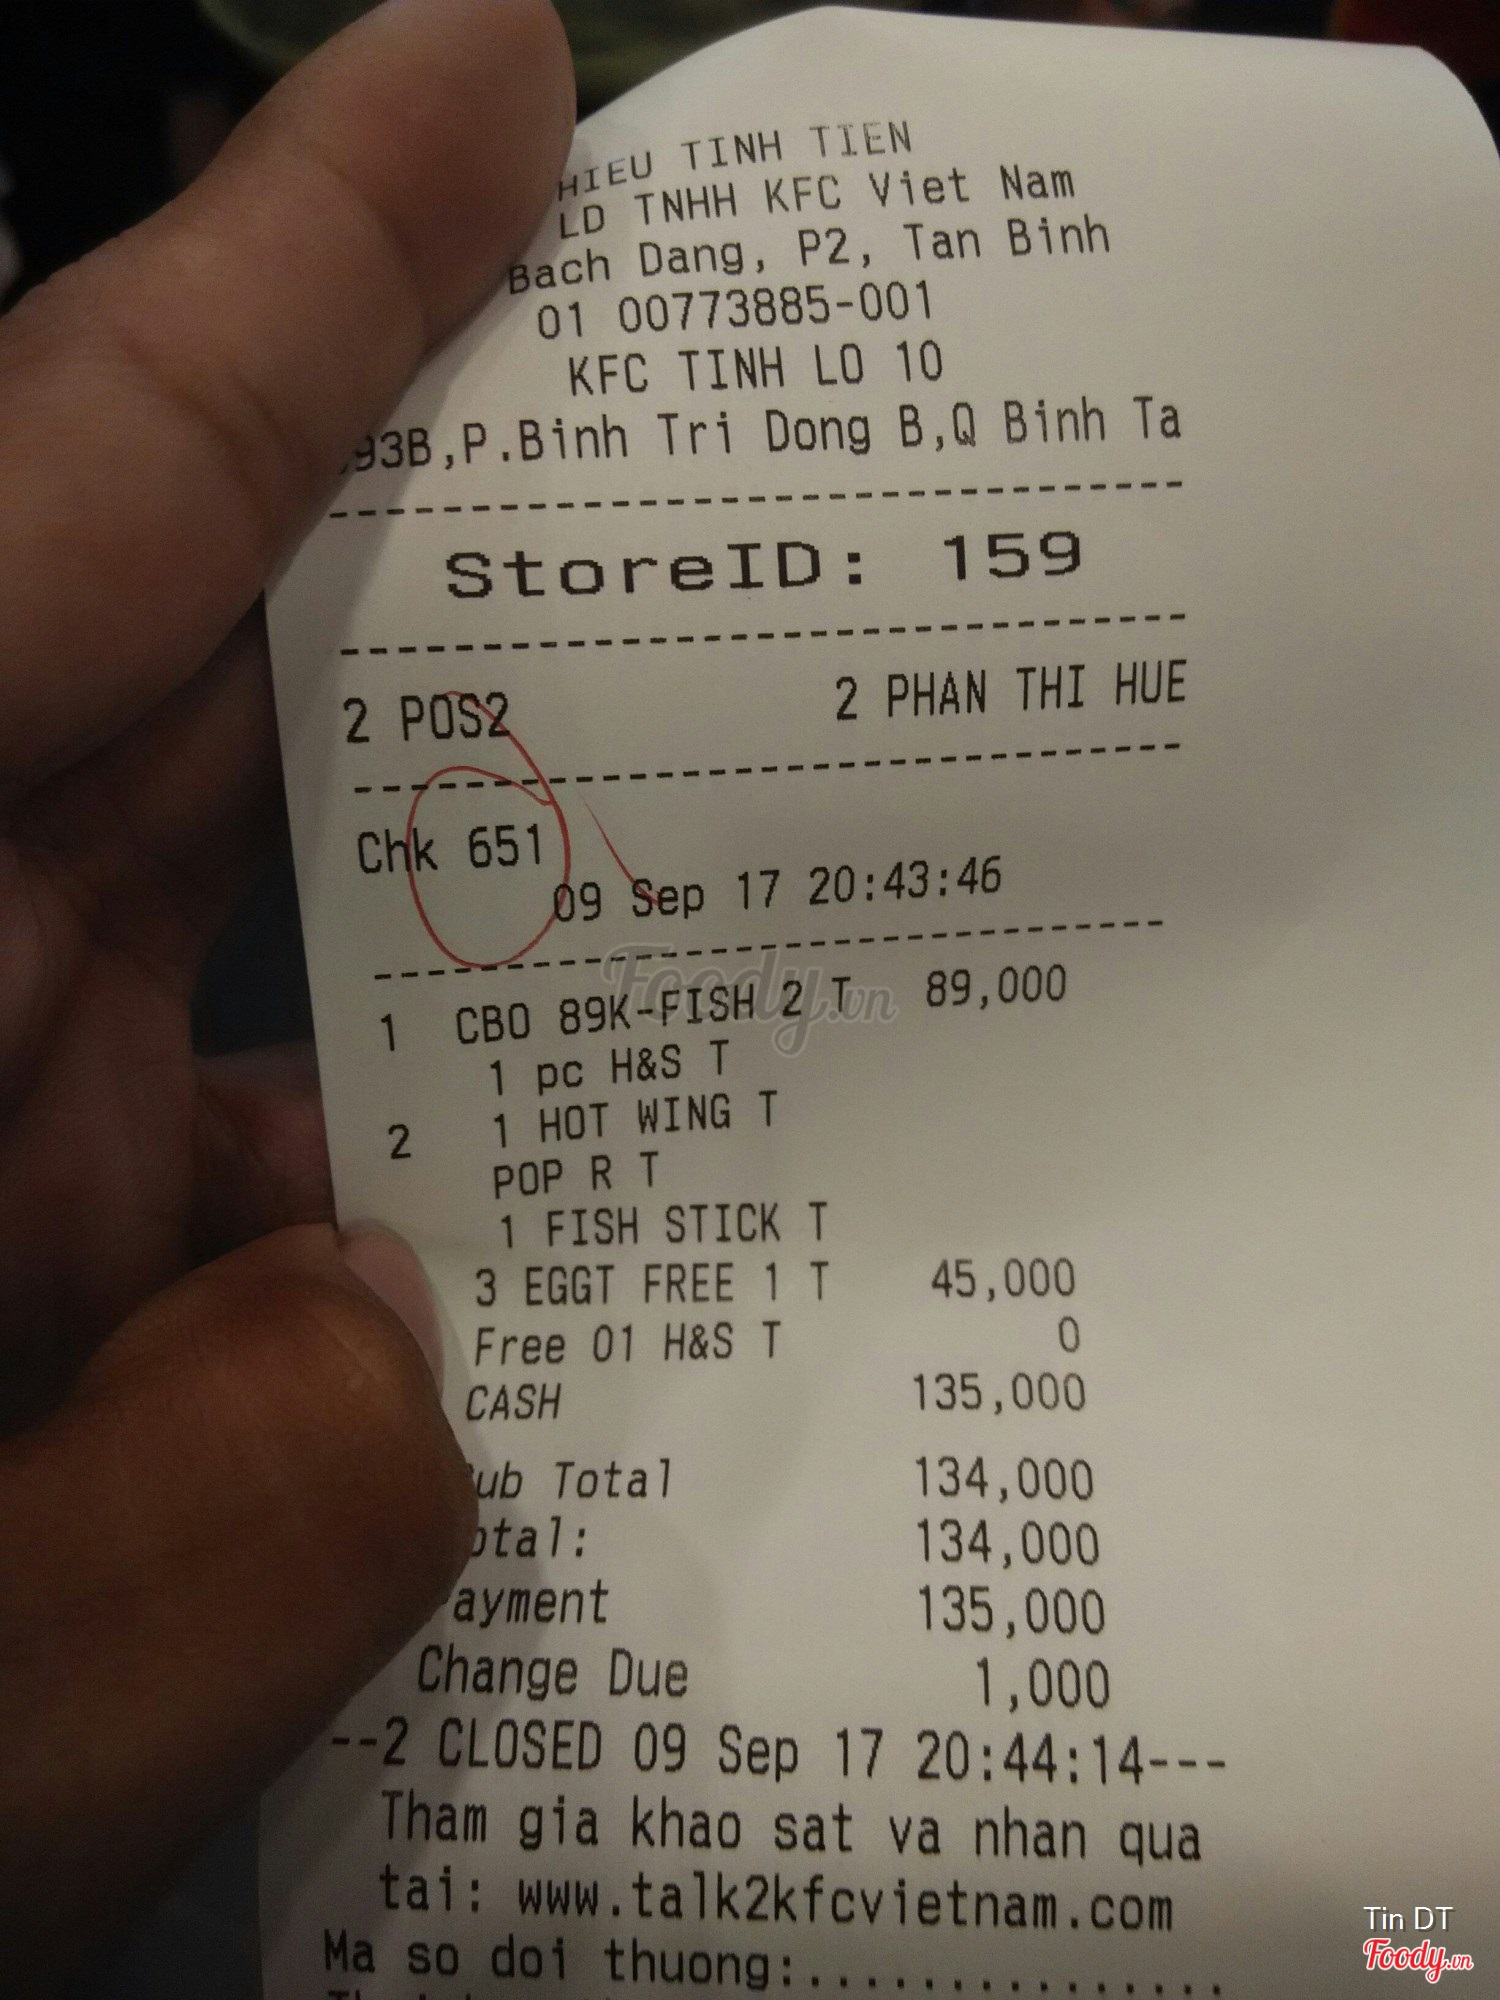 HIEU TINH TIEN
LD TNHH KFC Viet Nam
Bach Dang, P2, Tan Binh
01 00773885-001
KFC TINH LO 10
93B,P.Binh Tri Dong B,Q Binh Ta
StoreID: 159
2 POS2 2 PHAN THI HUE
Chk 651
09 Sep 17 20:43:46
1 CBO 89K-FISH 2 T 89,000
1 pc H&S T
2 1 HOT WING T
POP R T
1 FISH STICK T
3 EGGT FREE 1 T 45,000
Free 01 H&S T 0
CASH 135,000
ub Total 134,000
otal: 134,000
ayment 135,000
Change Due 1,000
--2 CLOSED 09 Sep 17 20:44:14---
Tham gia khao sat va nhan qua
tai: www.talk2kfcvietnam.com
Ma so doi thuong:...............
Foody.vn
Tin DT
Foody.vn